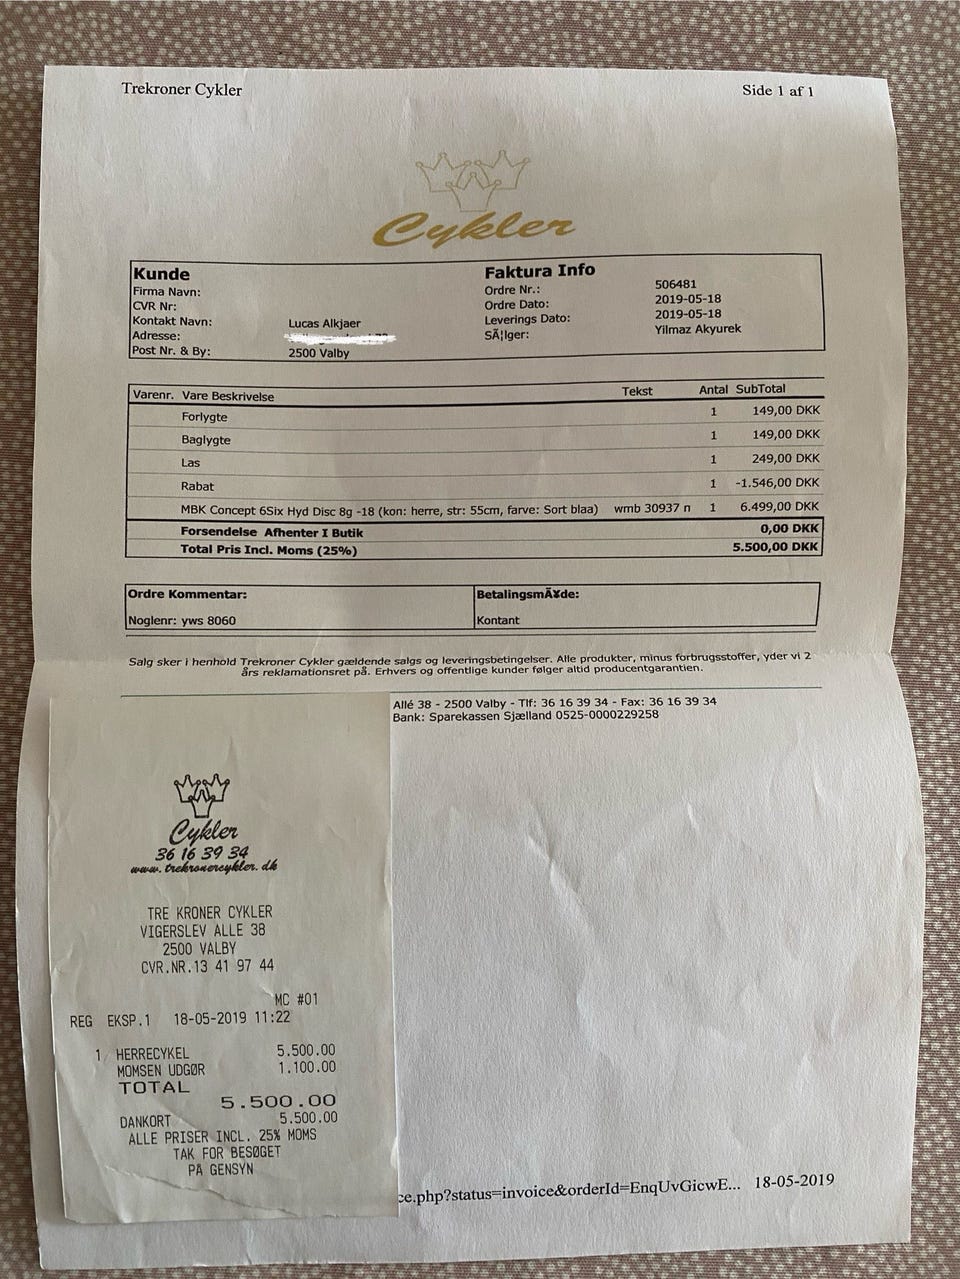 Trekroner Cykler Side 1 af 1
Cykler
Kunde
Firma Navn:
CVR Nr:
Kontakt Navn: Lucas Alkjaer
Adresse:
Post Nr. & By: 2500 Valby
Faktura Info
Ordre Nr.: 506481
Ordre Dato: 2019-05-18
Leverings Dato: 2019-05-18
SÃ¦lger: Yilmaz Akyurek
Varenr. Vare Beskrivelse Tekst Antal SubTotal
Forlygte 1 149,00 DKK
Baglygte 1 149,00 DKK
Las 1 249,00 DKK
Rabat 1 -1.546,00 DKK
MBK Concept 6Six Hyd Disc 8g -18 (kon: herre, str: 55cm, farve: Sort blaa) wmb 30937 n 1 6.499,00 DKK
Forsendelse Afhenter I Butik 0,00 DKK
Total Pris Incl. Moms (25%) 5.500,00 DKK
Ordre Kommentar:
Noglenr: yws 8060
BetalingsmÃ¥de:
Kontant
Salg sker i henhold Trekroner Cykler gældende salgs og leveringsbetingelser. Alle produkter, minus forbrugsstoffer, yder vi 2
års reklamationsret på. Erhvers og offentlige kunder følger altid producentgarantien.
Allé 38 - 2500 Valby - Tlf: 36 16 39 34 - Fax: 36 16 39 34
Bank: Sparekassen Sjælland 0525-0000229258
Cykler
36 16 39 34
www.trekronercykler.dk
TRE KRONER CYKLER
VIGERSLEV ALLE 38
2500 VALBY
CVR.NR.13 41 97 44
MC #01
REG EKSP.1 18-05-2019 11:22
1 HERRECYKEL 5.500.00
MOMSEN UDGØR 1.100.00
TOTAL
5.500.00
DANKORT 5.500.00
ALLE PRISER INCL. 25% MOMS
TAK FOR BESØGET
PA GENSYN
ce.php?status=invoice&orderId=EnqUvGicwE... 18-05-2019